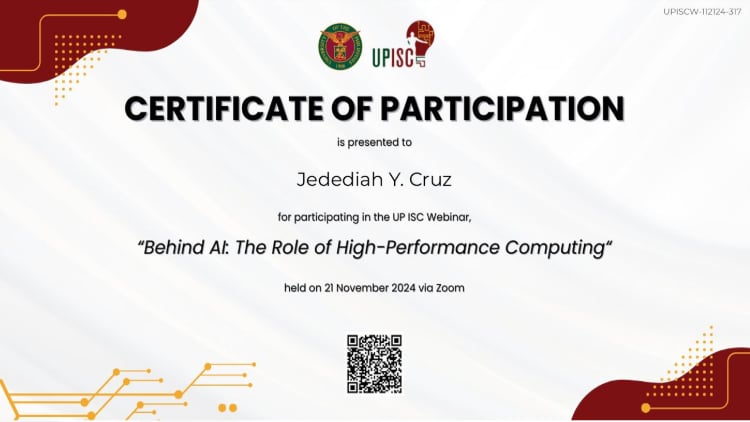 UPISCW-112124-317
UPISC
CERTIFICATE OF PARTICIPATION
is presented to
Jedediah Y. Cruz
for participating in the UP ISC Webinar,
“Behind AI: The Role of High-Performance Computing“
held on 21 November 2024 via Zoom